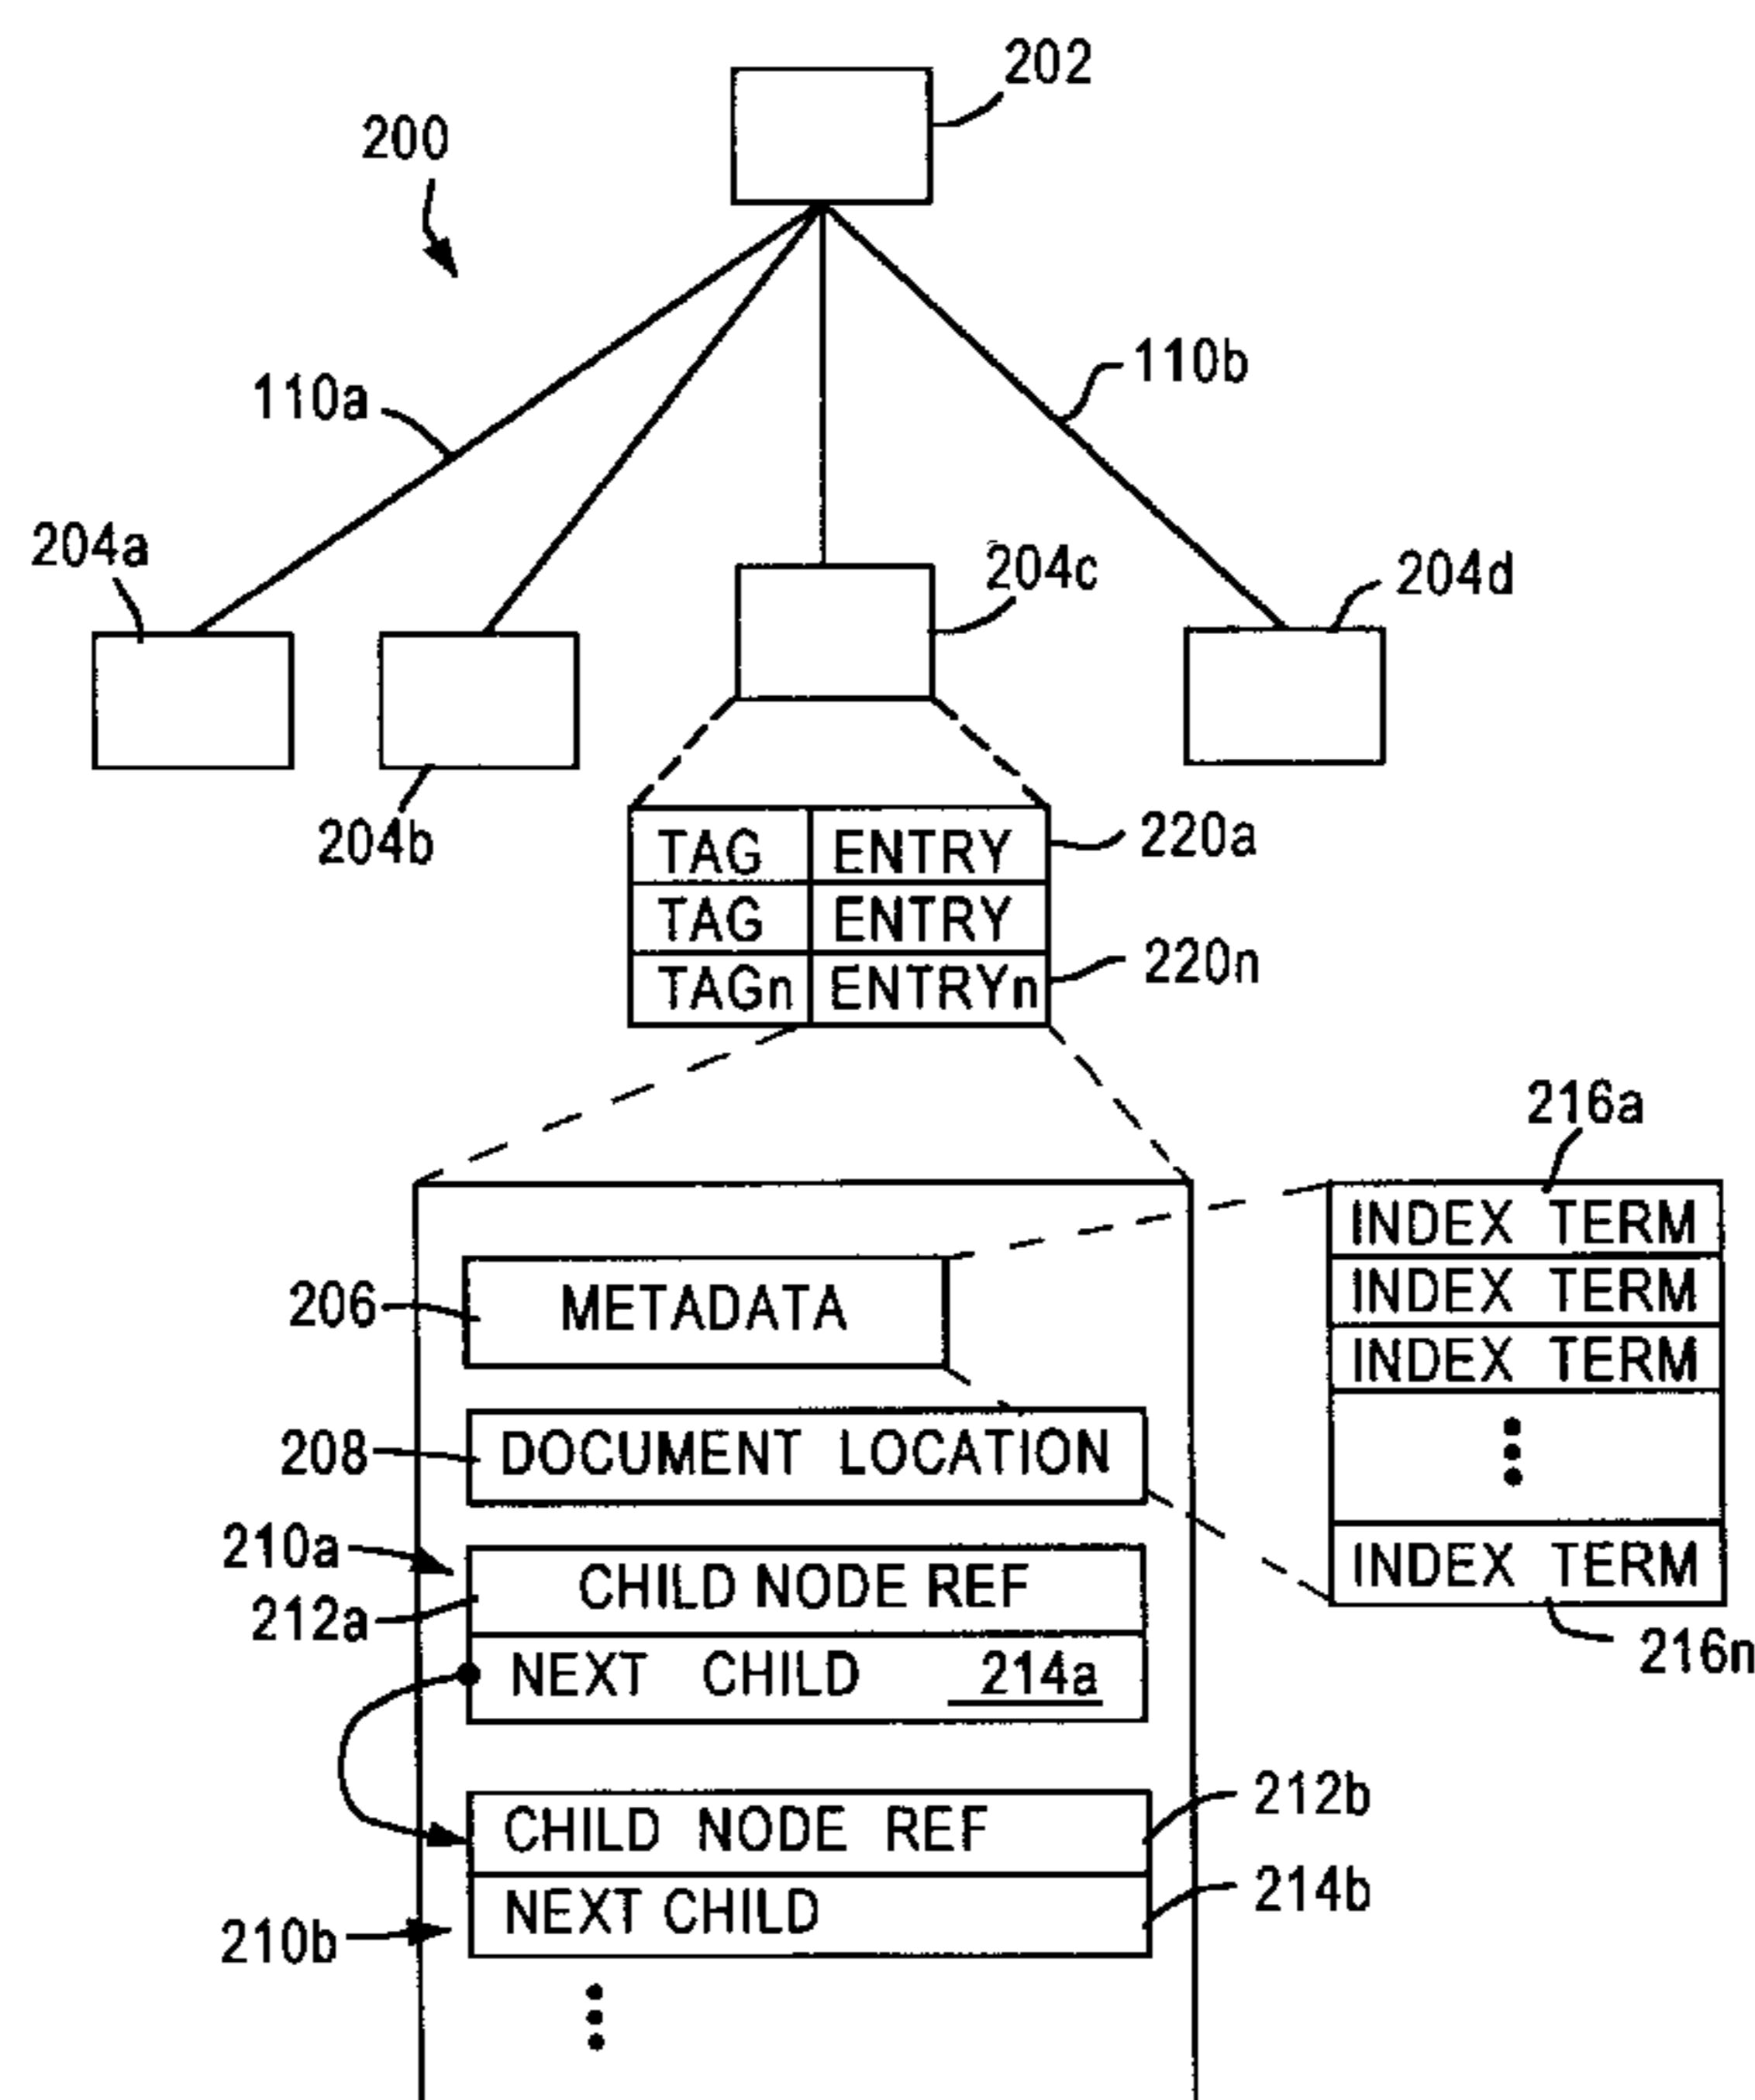 202
200
110b
110a
204a
204c
204d
204b
TAG ENTRY 220a
TAG ENTRY
TAGn ENTRYn 220n
216a
INDEX TERM
INDEX TERM
INDEX TERM
INDEX TERM
216n
206 METADATA
208 DOCUMENT LOCATION
210a
CHILD NODE REF
212a
NEXT CHILD 214a
212b
CHILD NODE REF
214b
NEXT CHILD
210b